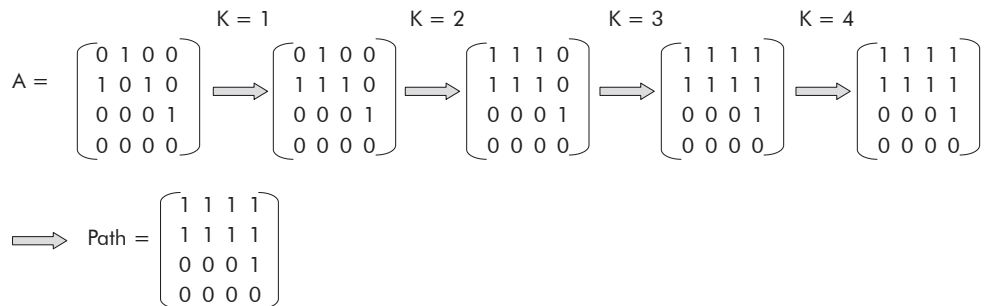 K = 1 K = 2 K = 3 K = 4
0 1 0 0 0 1 0 0 1 1 1 0 1 1 1 1 1 1 1 1
A = 1 0 1 0 1 1 1 0 1 1 1 0 1 1 1 1 1 1 1 1
0 0 0 1 0 0 0 1 0 0 0 1 0 0 0 1 0 0 0 1
0 0 0 0 0 0 0 0 0 0 0 0 0 0 0 0 0 0 0 0
1 1 1 1
Path = 1 1 1 1
0 0 0 1
0 0 0 0